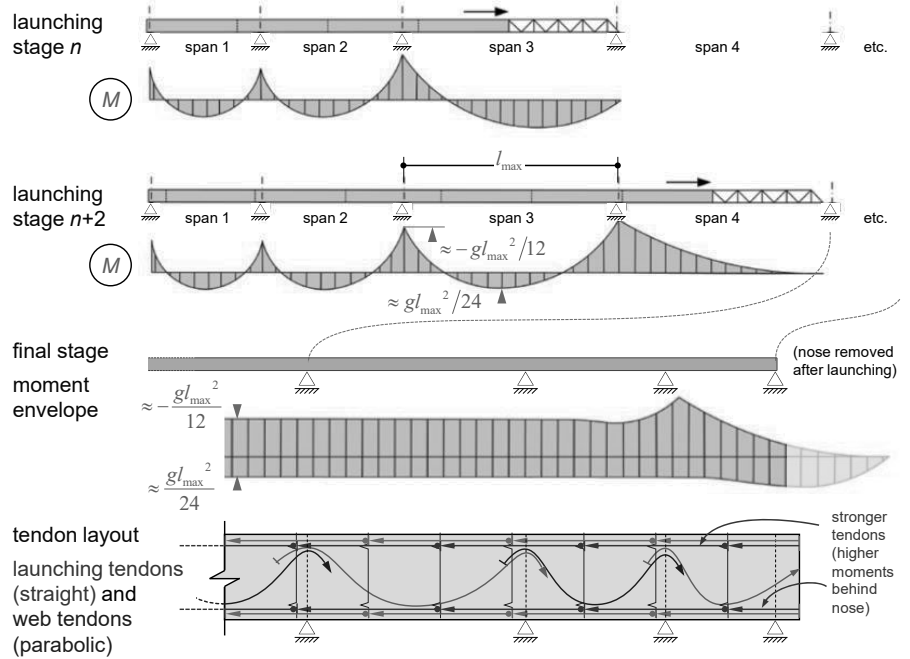 launching
stage n
span 1
span 2
span 3
span 4
etc.
M
l_max
launching
stage n+2
span 1
span 2
span 3
span 4
etc.
M
≈ −gl_max²/12
≈ gl_max²/24
final stage
(nose removed
after launching)
moment
envelope
≈ −gl_max²/12
≈ gl_max²/24
tendon layout
launching tendons
(straight) and
web tendons
(parabolic)
stronger
tendons
(higher
moments
behind
nose)